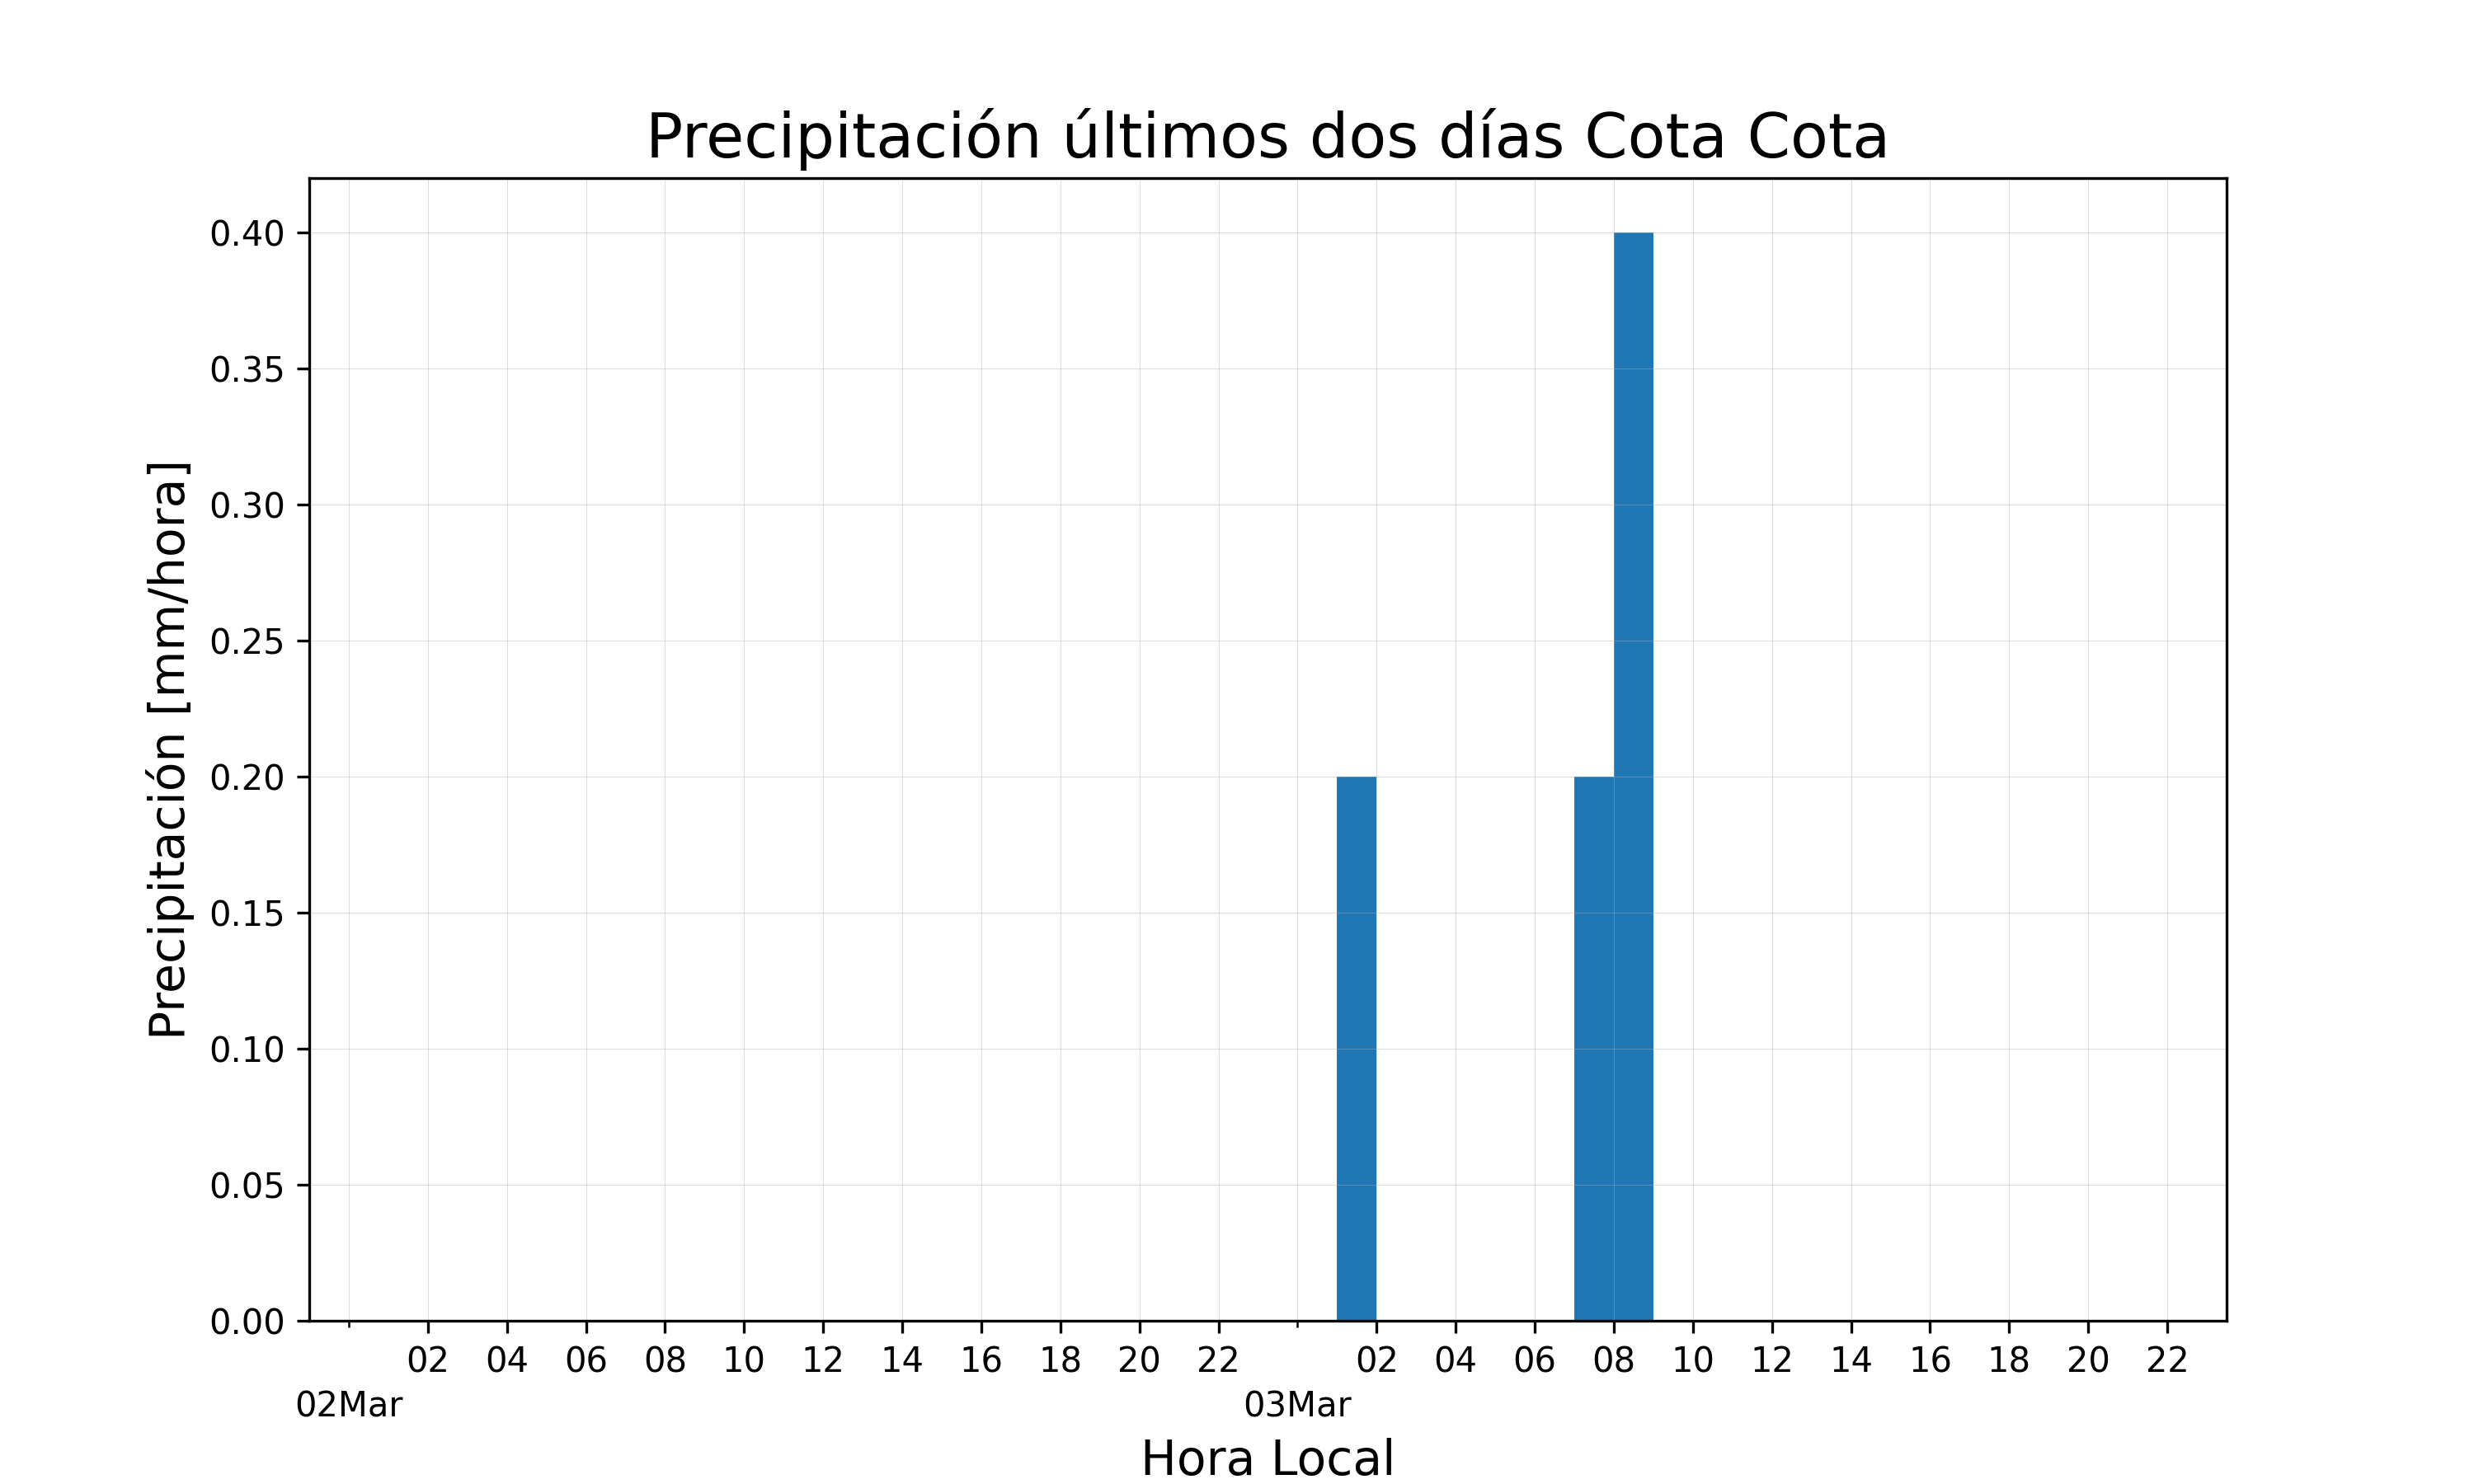 Precipitación últimos dos días Cota Cota
Precipitación [mm/hora]
0.40
0.35
0.30
0.25
0.20
0.15
0.10
0.05
0.00
02 04 06 08 10 12 14 16 18 20 22 02 04 06 08 10 12 14 16 18 20 22
02Mar 03Mar
Hora Local